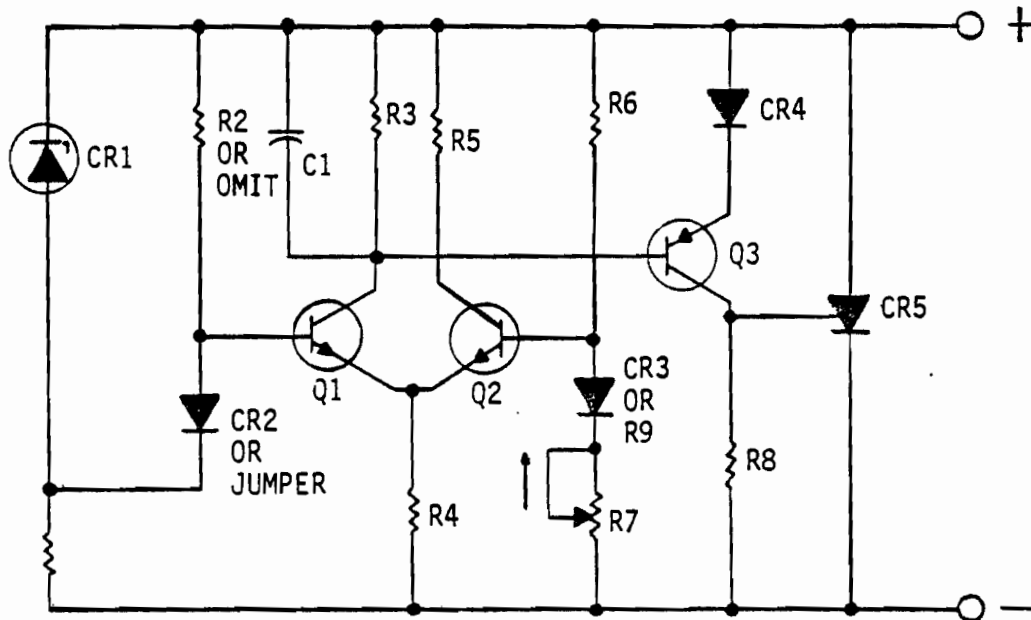 +
CR1
R2
OR
OMIT
C1
R3
R5
R6
CR4
Q3
CR5
Q1
Q2
CR2
OR
JUMPER
CR3
OR
R9
R4
R7
R8
−